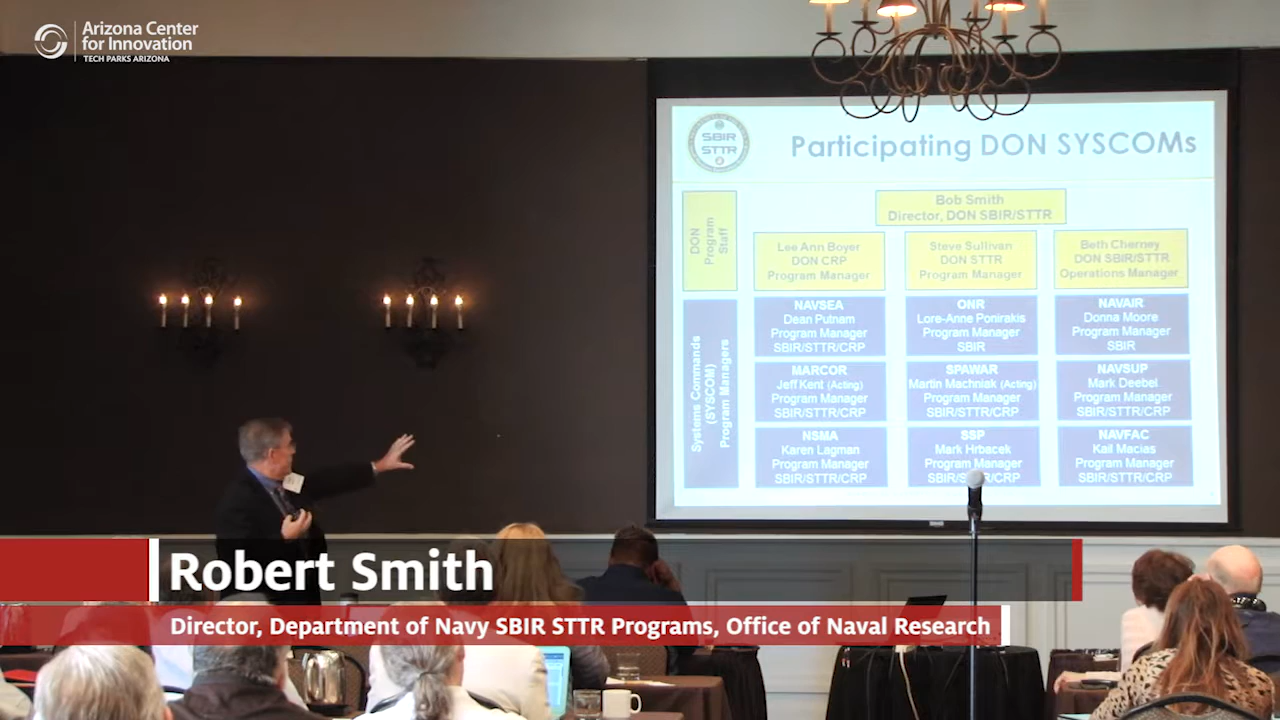 Arizona Center
for Innovation
TECH PARKS ARIZONA
SBIR
STTR
Participating DON SYSCOMs
DON
Program
Staff
Bob Smith
Director, DON SBIR/STTR
Lee Ann Boyer
DON CRP
Program Manager
Steve Sullivan
DON STTR
Program Manager
Beth Cherney
DON SBIR/STTR
Operations Manager
Systems Commands
(SYSCOM)
Program Managers
NAVSEA
Dean Putnam
Program Manager
SBIR/STTR/CRP
ONR
Lore-Anne Ponirakis
Program Manager
SBIR
NAVAIR
Donna Moore
Program Manager
SBIR
MARCOR
Jeff Kent (Acting)
Program Manager
SBIR/STTR/CRP
SPAWAR
Martin Machniak (Acting)
Program Manager
SBIR/STTR/CRP
NAVSUP
Mark Deebel
Program Manager
SBIR/STTR/CRP
NSMA
Karen Lagman
Program Manager
SBIR/STTR/CRP
SSP
Mark Hrbacek
Program Manager
SBIR/STTR/CRP
NAVFAC
Kail Macias
Program Manager
SBIR/STTR/CRP
Robert Smith
Director, Department of Navy SBIR STTR Programs, Office of Naval Research